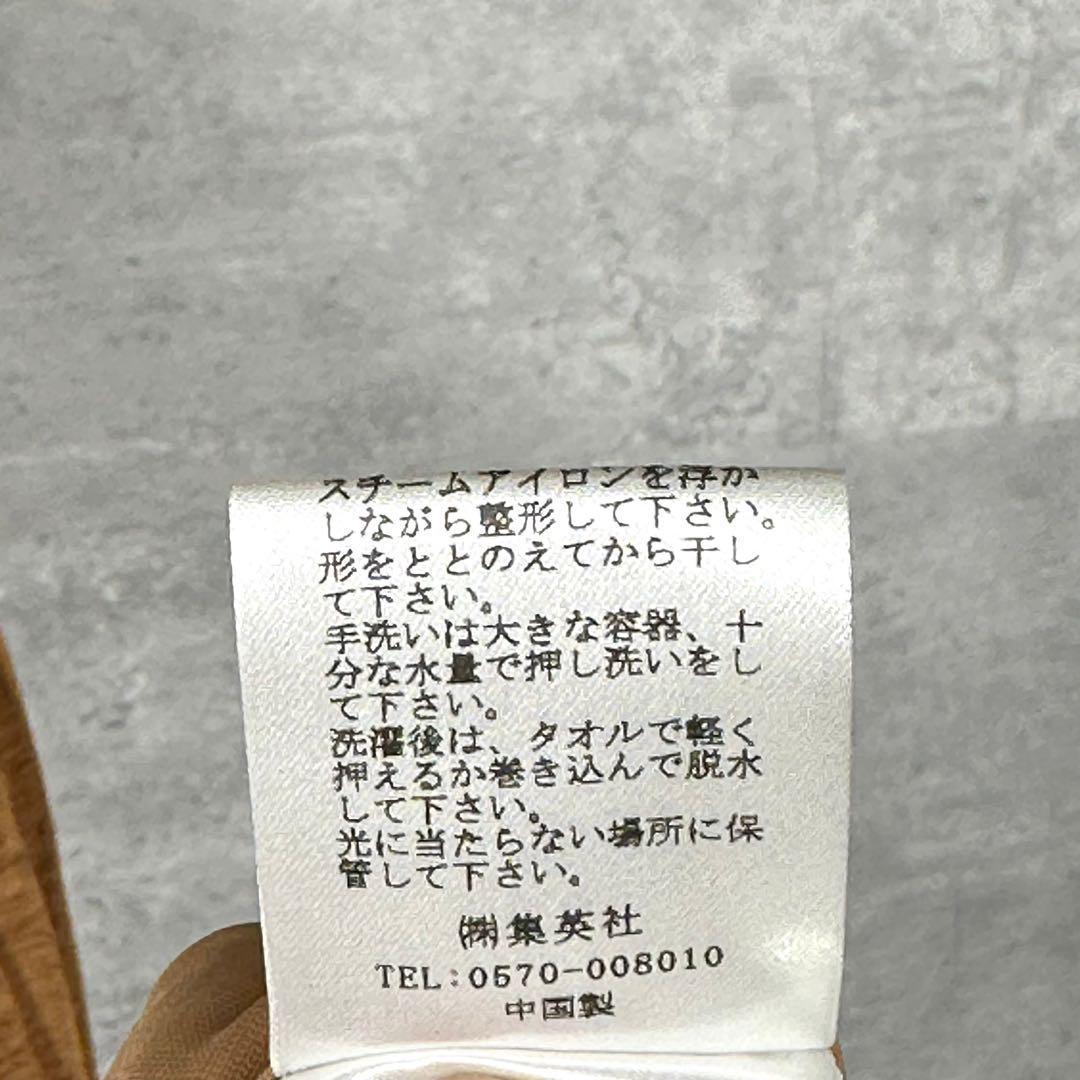 スチームアイロンを浮か
しながら整形して下さい。
形をととのえてから干し
て下さい。
手洗いは大きな容器、十
分な水量で押し洗いをし
て下さい。
洗濯後は、タオルで軽く
押えるか巻き込んで脱水
して下さい。
光に当たらない場所に保
管して下さい。
㈱集英社
TEL:0570-008010
中国製